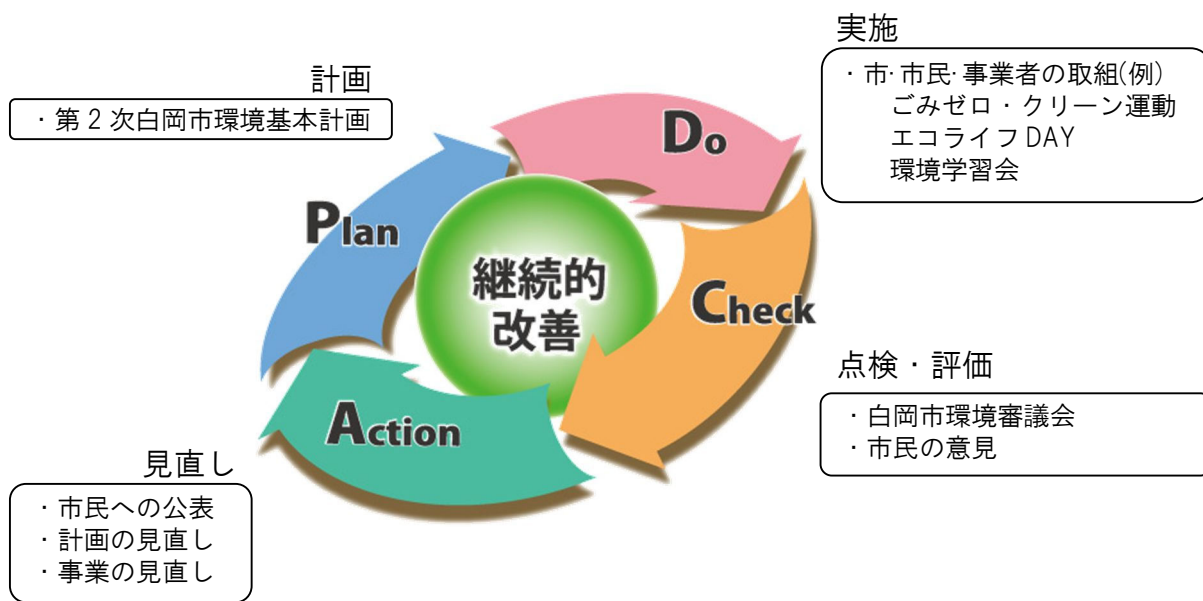 計画
・第２次白岡市環境基本計画
実施
・市・市民・事業者の取組(例)
ごみゼロ・クリーン運動
エコライフDAY
環境学習会
Plan
Do
継続的
改善
Check
Action
点検・評価
・白岡市環境審議会
・市民の意見
見直し
・市民への公表
・計画の見直し
・事業の見直し